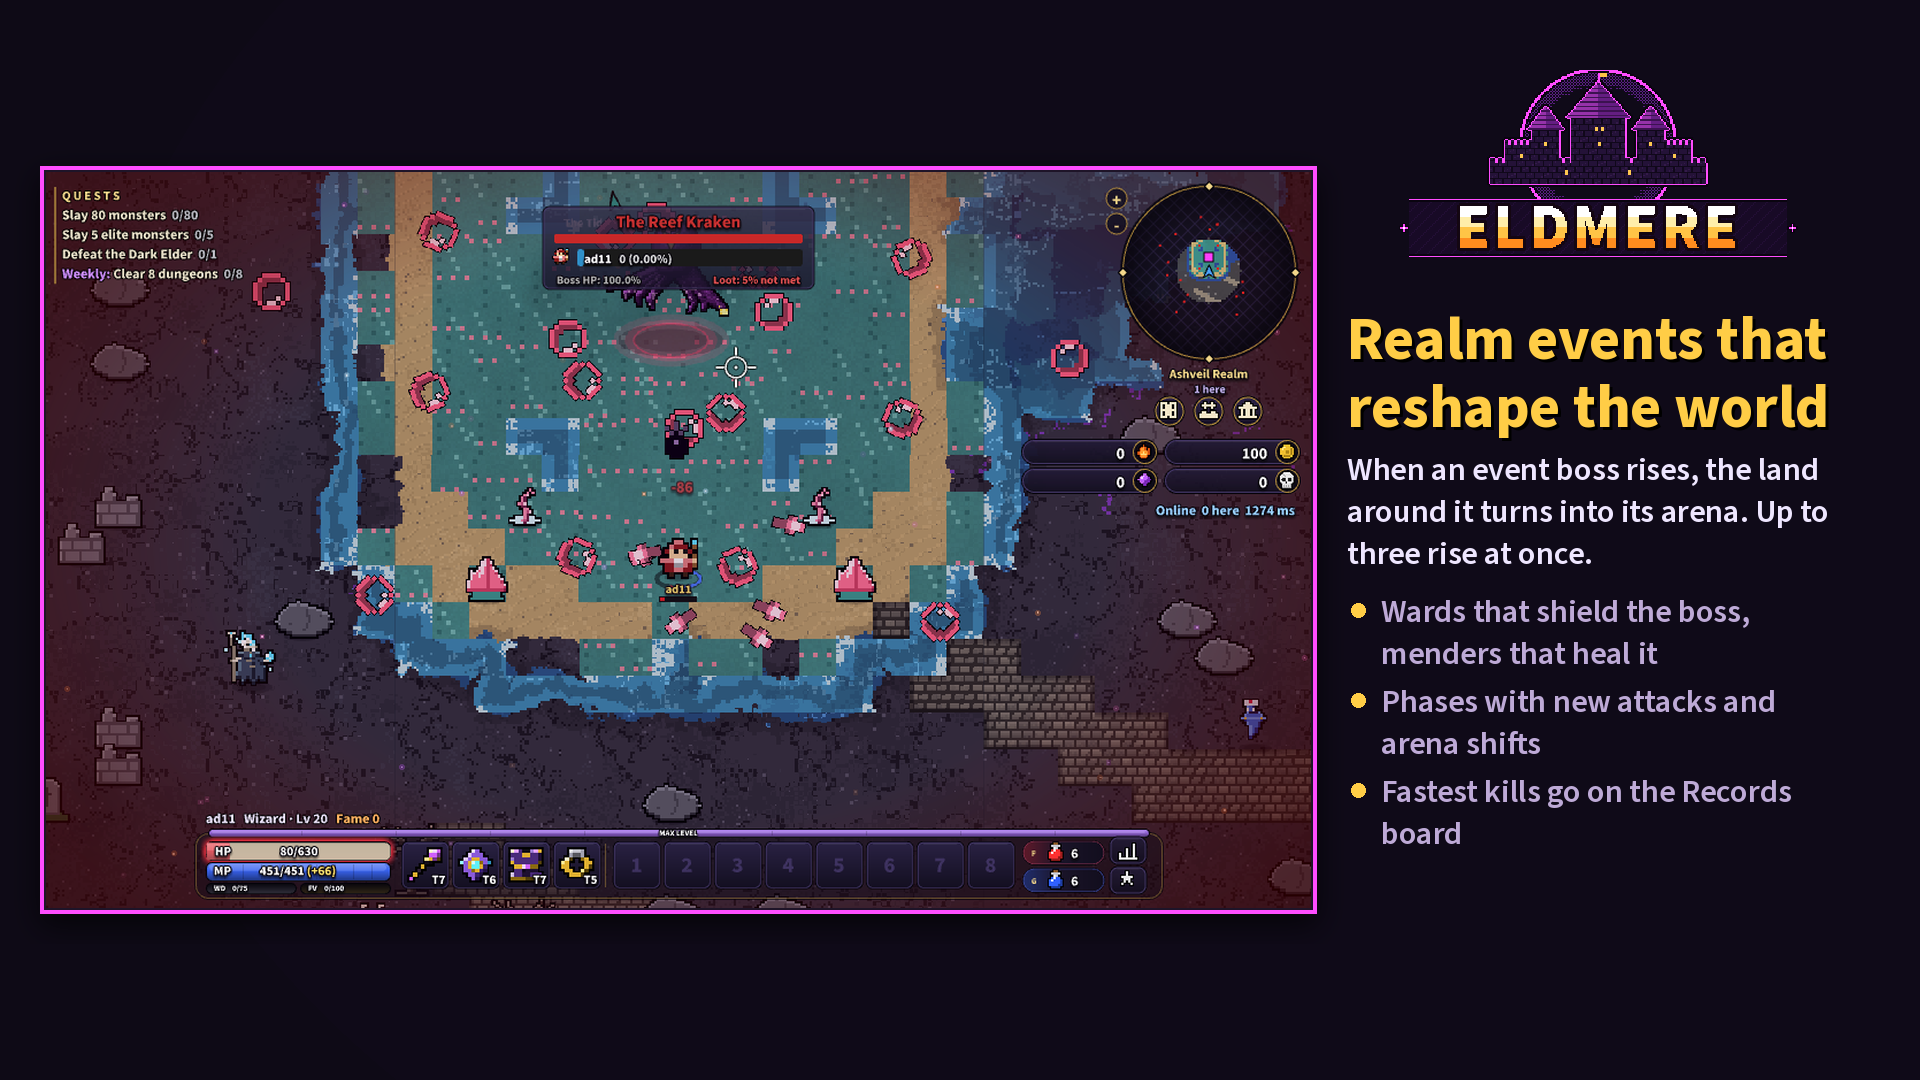 QUESTS
Slay 80 monsters 0/80
Slay 5 elite monsters 0/5
Defeat the Dark Elder 0/1
Weekly: Clear 8 dungeons 0/8
The Reef Kraken
ad11 0 (0.00%)
Boss HP: 100.0% Loot: 5% not met
+
-
Ashveil Realm
1 here
0 100
0 0
Online 0 here 1274 ms
-86
ad11
ad11 Wizard · Lv 20 Fame 0
MAX LEVEL
HP 80/630
MP 451/451 (+66)
WD 0/75 FV 0/100
T7 T6 T7 T5
1 2 3 4 5 6 7 8
F 6
G 6
ELDMERE
Realm events that
reshape the world
When an event boss rises, the land
around it turns into its arena. Up to
three rise at once.
Wards that shield the boss,
menders that heal it
Phases with new attacks and
arena shifts
Fastest kills go on the Records
board